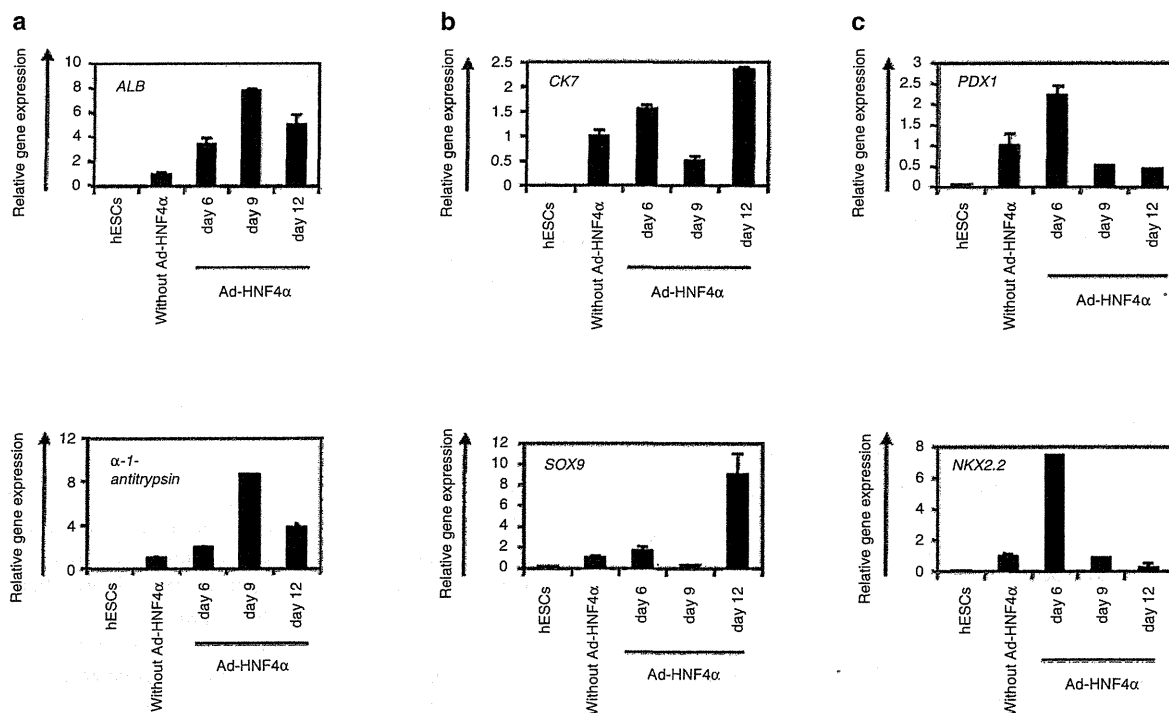 a
Relative gene expression
10
8
6
4
2
0
ALB
hESCs
Without Ad-HNF4α
day 6
day 9
day 12
Ad-HNF4α
b
Relative gene expression
2.5
2
1.5
1
0.5
0
CK7
hESCs
Without Ad-HNF4α
day 6
day 9
day 12
Ad-HNF4α
c
Relative gene expression
3
2.5
2
1.5
1
0.5
0
PDX1
hESCs
Without Ad-HNF4α
day 6
day 9
day 12
Ad-HNF4α
Relative gene expression
12
8
4
0
α-1-
antitrypsin
hESCs
Without Ad-HNF4α
day 6
day 9
day 12
Ad-HNF4α
Relative gene expression
12
10
8
6
4
2
0
SOX9
hESCs
Without Ad-HNF4α
day 6
day 9
day 12
Ad-HNF4α
Relative gene expression
8
6
4
2
0
NKX2.2
hESCs
Without Ad-HNF4α
day 6
day 9
day 12
Ad-HNF4α